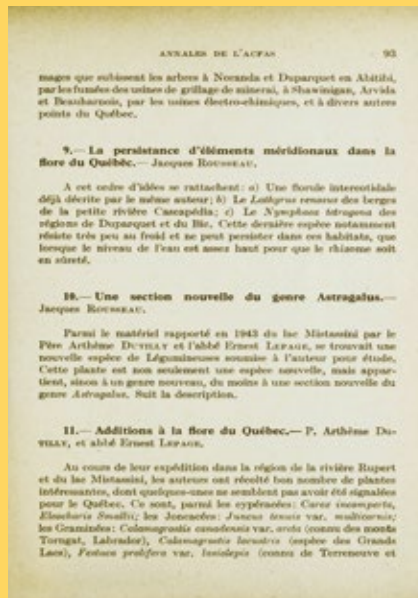 ANNALES DE L'ACFAS 93
mages que subissent les arbres à Noranda et Duparquet en Abitibi,
par les fumées des usines de grillage de minerai, à Shawinigan, Arvida
et Beauharnois, par les usines électro-chimiques, et à divers autres
points du Québec.
9.— La persistance d'éléments méridionaux dans la
flore du Québec.— Jacques ROUSSEAU.
A cet ordre d'idées se rattachent: a) Une florule intercotidale
déjà décrite par le même auteur; b) Le Lathyrus venosus des berges
de la petite rivière Cascapédia; c) Le Nymphaea tetragona des
régions de Duparquet et du Bic. Cette dernière espèce notamment
résiste très peu au froid et ne peut persister dans ces habitats, que
lorsque le niveau de l'eau est assez haut pour que le rhizome soit
en sûreté.
10.— Une section nouvelle du genre Astragalus.—
Jacques ROUSSEAU.
Parmi le matériel rapporté en 1943 du lac Mistassini par le
Père Arthème DUTILLY et l'abbé Ernest LEPAGE, se trouvait une
nouvelle espèce de Légumineuses soumise à l'auteur pour étude.
Cette plante est non seulement une espèce nouvelle, mais appar-
tient, sinon à un genre nouveau, du moins à une section nouvelle du
genre Astragalus. Suit la description.
11.— Additions à la flore du Québec.— P. Arthème DU-
TILLY, et abbé Ernest LEPAGE.
Au cours de leur expédition dans la région de la rivière Rupert
et du lac Mistassini, les auteurs ont récolté bon nombre de plantes
intéressantes, dont quelques-unes ne semblent pas avoir été signalées
pour le Québec. Ce sont, parmi les cypéracées: Carex incomperta,
Eleocharis Smallii; les Joncacées: Juncus tenuis var. multicornis;
les Graminées: Calamagrostis canadensis var. arcta (connu des monts
Torngat, Labrador), Calamagrostis lacustris (espèce des Grands
Lacs), Festuca prolifera var. lasiolepis (connu de Terreneuve et